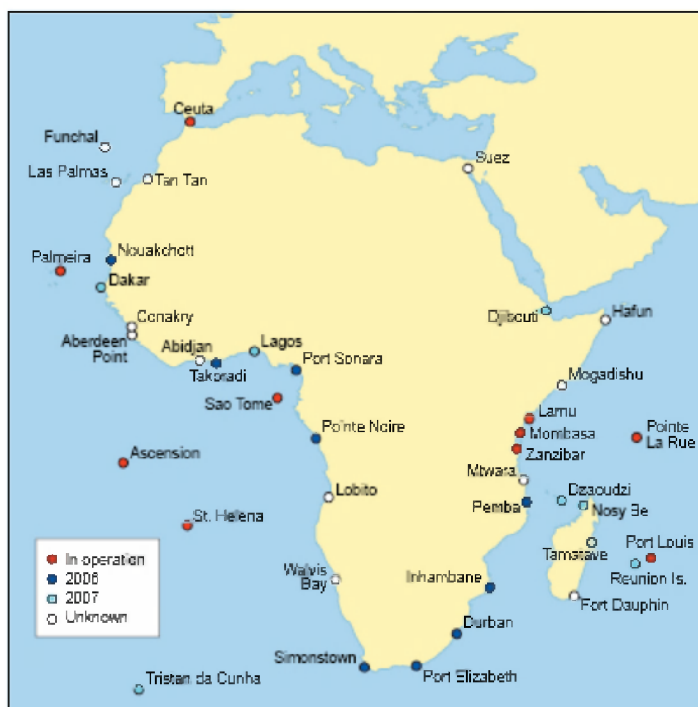 Ceuta
Funchal
Suez
Las Palmas
Tan Tan
Nouakchott
Palmeira
Dakar
Djibouti
Hafun
Conakry
Aberdeen
Point
Abidjan
Lagos
Takoradi
Port Sonara
Mogadishu
Sao Tome
Lamu
Pointe
La Rue
Pointe Noire
Mombasa
Zanzibar
Ascension
Mtwara
Lobito
Dzaoudzi
Pemba
Nosy Be
St. Helena
Port Louis
Tamatave
In operation
2006
2007
Unknown
Walvis
Bay
Inhambane
Reunion Is.
Fort Dauphin
Durban
Simonstown
Port Elizabeth
Tristan da Cunha